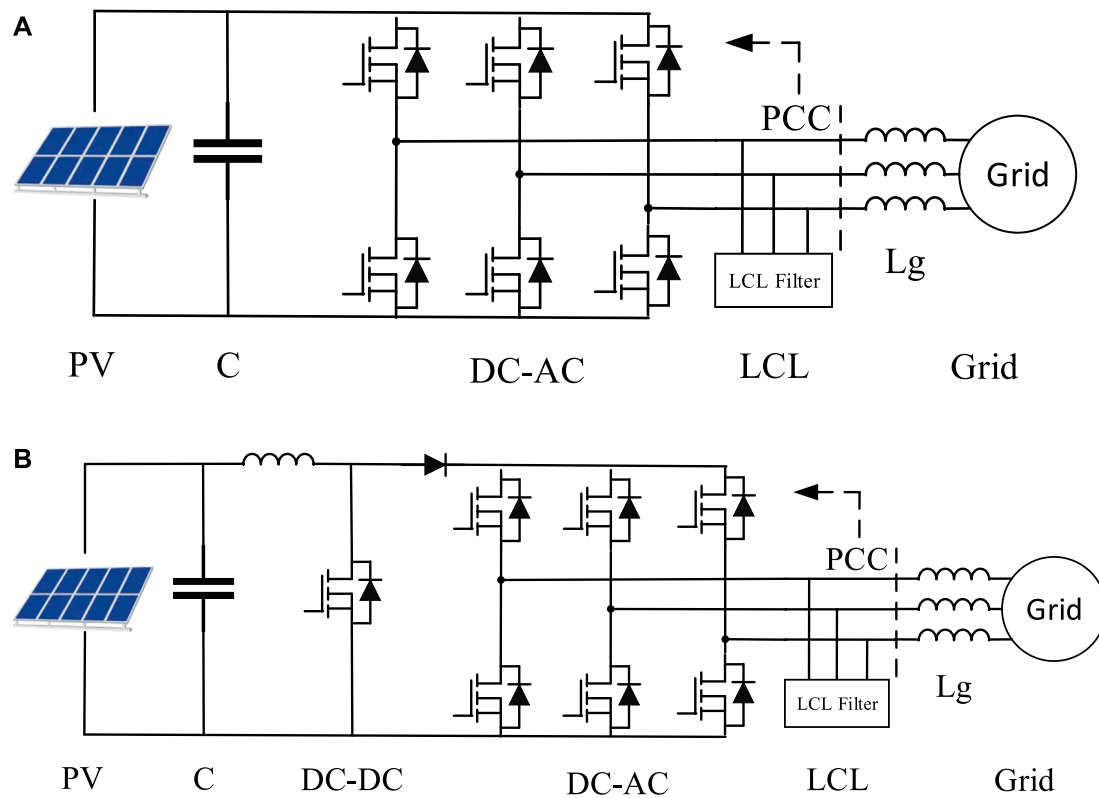 A
PCC
Grid
Lg
LCL Filter
PV C DC-AC LCL Grid
B
PCC
Grid
Lg
LCL Filter
PV C DC-DC DC-AC LCL Grid